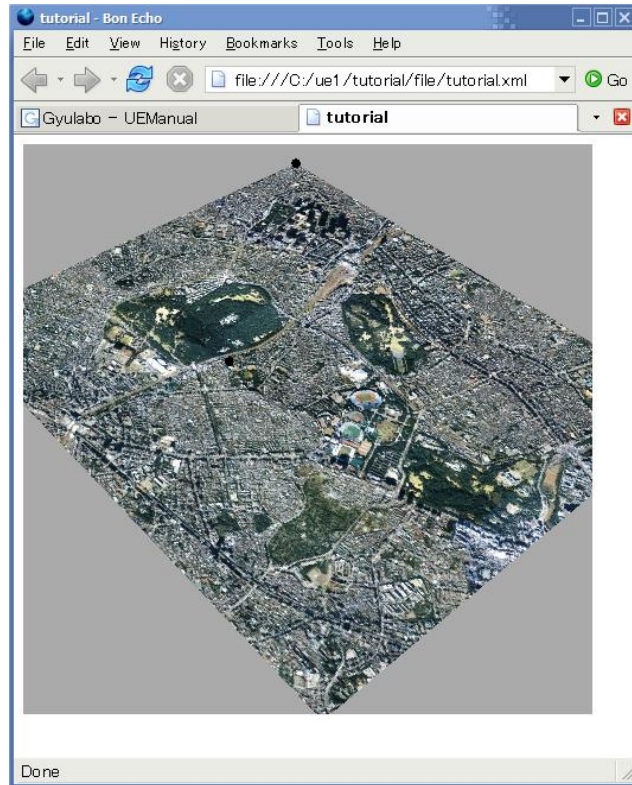 tutorial - Bon Echo
File Edit View History Bookmarks Tools Help
file:///C:/ue1/tutorial/file/tutorial.xml Go
G Gyulabo - UEManual tutorial
Done